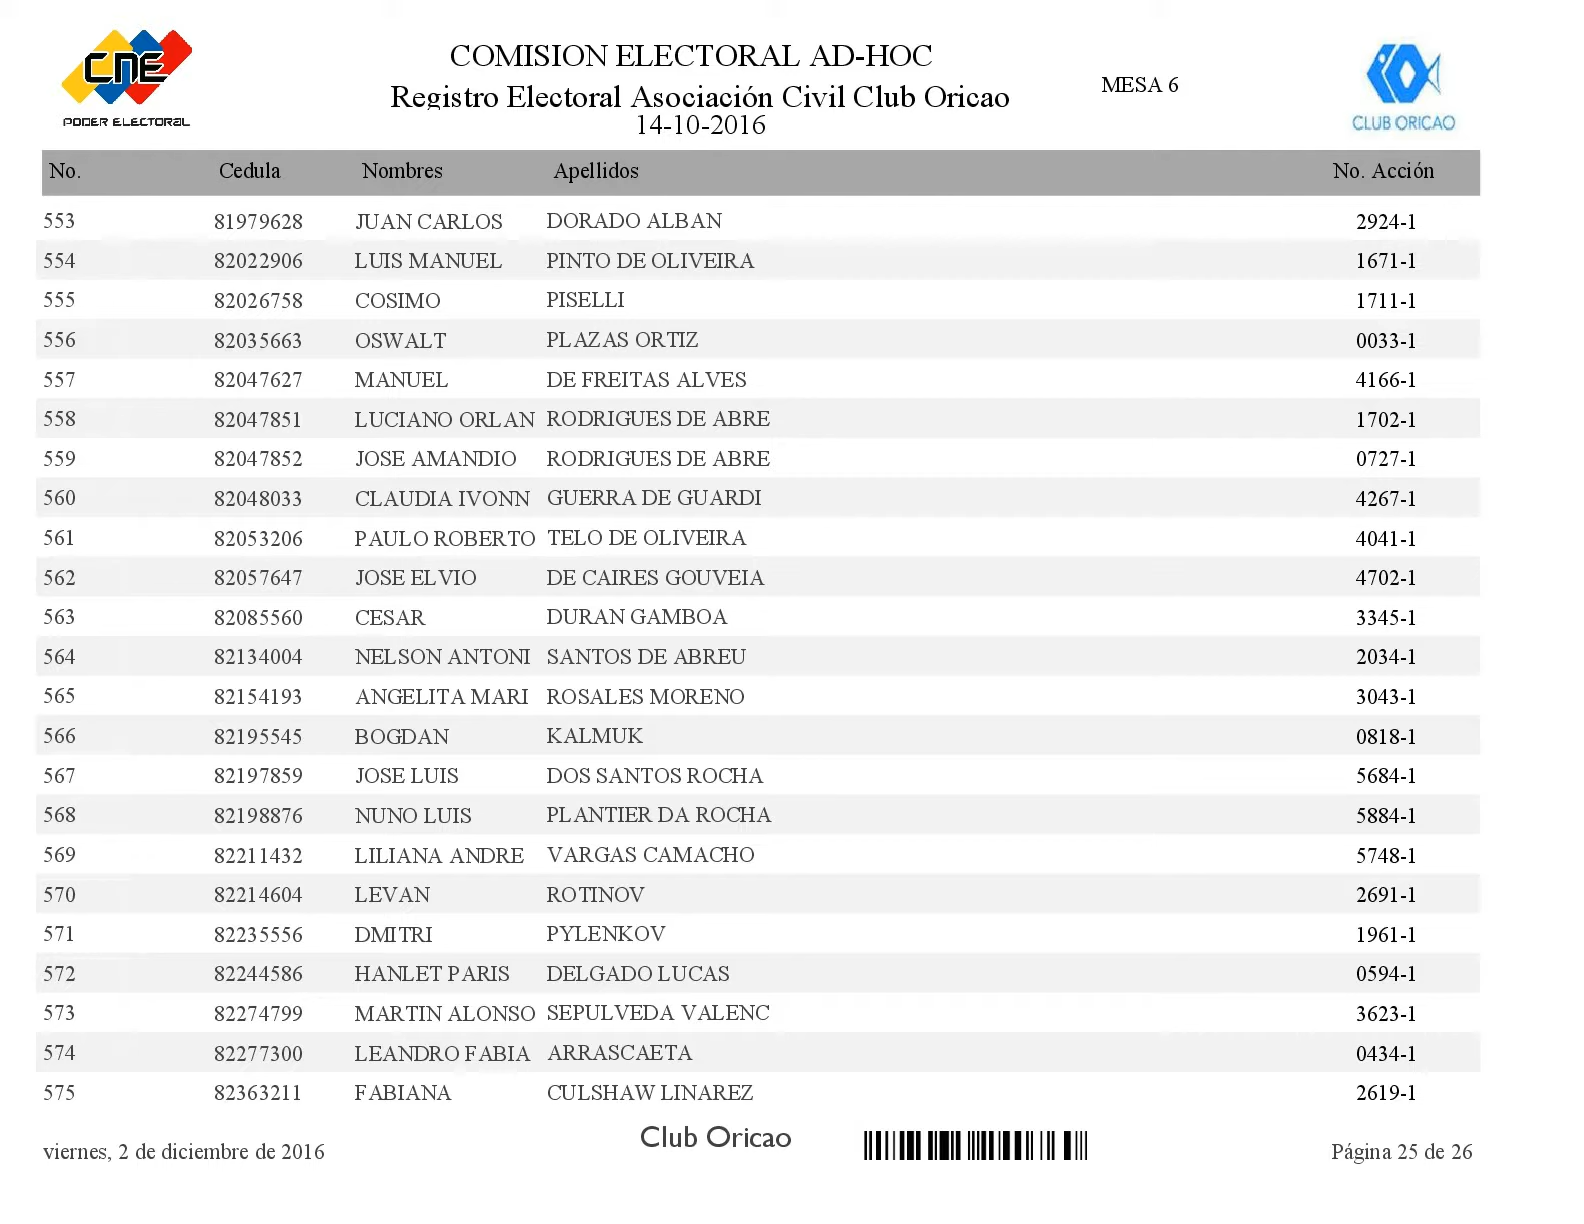 CNE
PODER ELECTORAL
COMISION ELECTORAL AD-HOC
Registro Electoral Asociación Civil Club Oricao
14-10-2016
MESA 6
CLUB ORICAO
No. Cedula Nombres Apellidos No. Acción
553 81979628 JUAN CARLOS DORADO ALBAN 2924-1
554 82022906 LUIS MANUEL PINTO DE OLIVEIRA 1671-1
555 82026758 COSIMO PISELLI 1711-1
556 82035663 OSWALT PLAZAS ORTIZ 0033-1
557 82047627 MANUEL DE FREITAS ALVES 4166-1
558 82047851 LUCIANO ORLAN RODRIGUES DE ABRE 1702-1
559 82047852 JOSE AMANDIO RODRIGUES DE ABRE 0727-1
560 82048033 CLAUDIA IVONN GUERRA DE GUARDI 4267-1
561 82053206 PAULO ROBERTO TELO DE OLIVEIRA 4041-1
562 82057647 JOSE ELVIO DE CAIRES GOUVEIA 4702-1
563 82085560 CESAR DURAN GAMBOA 3345-1
564 82134004 NELSON ANTONI SANTOS DE ABREU 2034-1
565 82154193 ANGELITA MARI ROSALES MORENO 3043-1
566 82195545 BOGDAN KALMUK 0818-1
567 82197859 JOSE LUIS DOS SANTOS ROCHA 5684-1
568 82198876 NUNO LUIS PLANTIER DA ROCHA 5884-1
569 82211432 LILIANA ANDRE VARGAS CAMACHO 5748-1
570 82214604 LEVAN ROTINOV 2691-1
571 82235556 DMITRI PYLENKOV 1961-1
572 82244586 HANLET PARIS DELGADO LUCAS 0594-1
573 82274799 MARTIN ALONSO SEPULVEDA VALENC 3623-1
574 82277300 LEANDRO FABIA ARRASCAETA 0434-1
575 82363211 FABIANA CULSHAW LINAREZ 2619-1
viernes, 2 de diciembre de 2016 Club Oricao Página 25 de 26